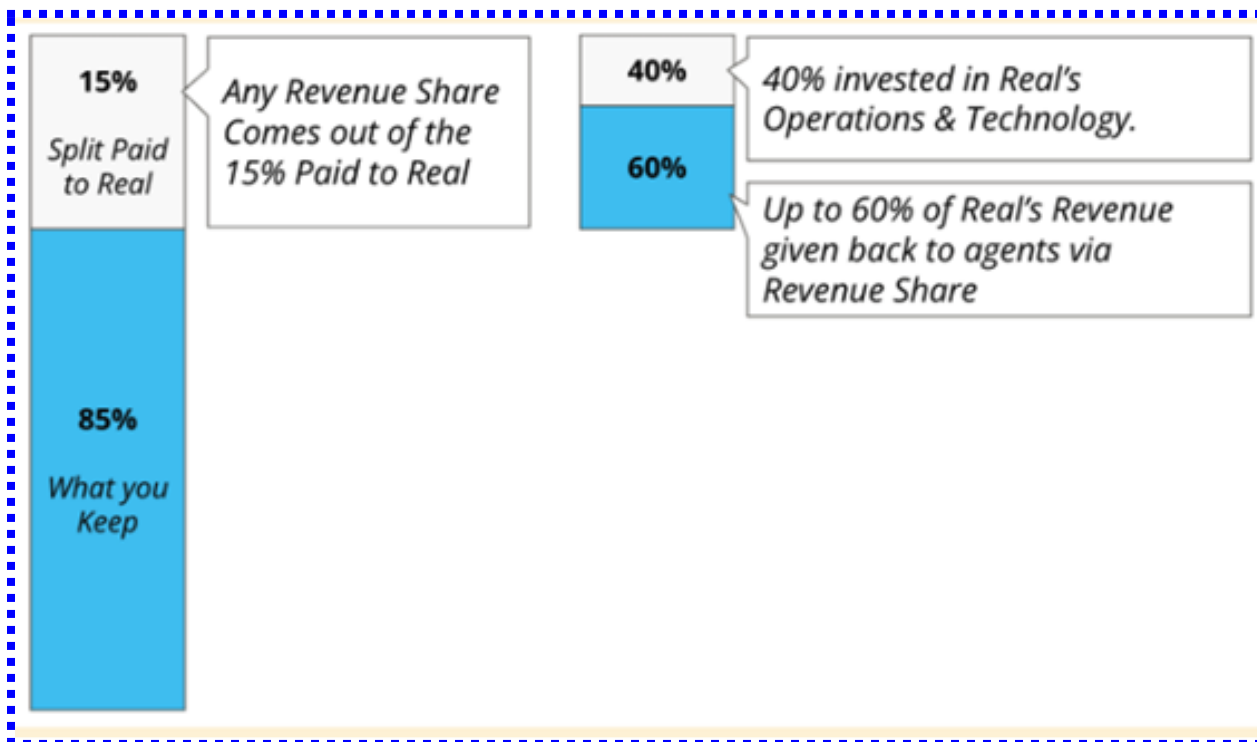 15%
Split Paid
to Real
Any Revenue Share
Comes out of the
15% Paid to Real
85%
What you
Keep
40%
40% invested in Real's
Operations & Technology.
60%
Up to 60% of Real's Revenue
given back to agents via
Revenue Share